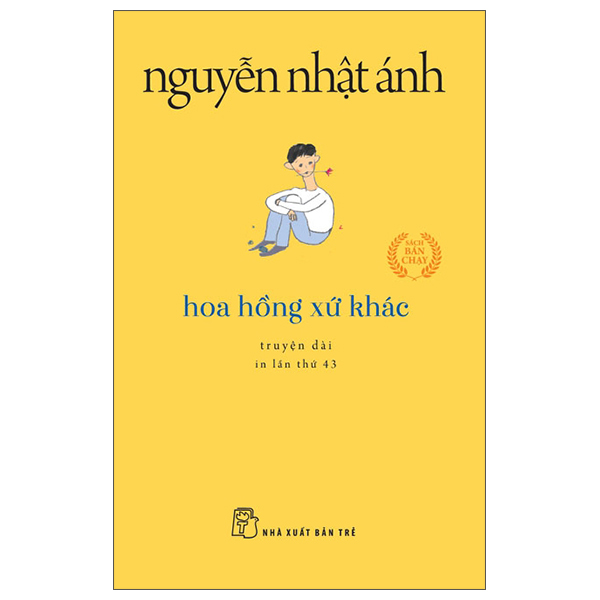 nguyễn nhật ánh
SÁCH
BÁN
CHẠY
hoa hồng xứ khác
truyện dài
in lần thứ 43
NHÀ XUẤT BẢN TRẺ